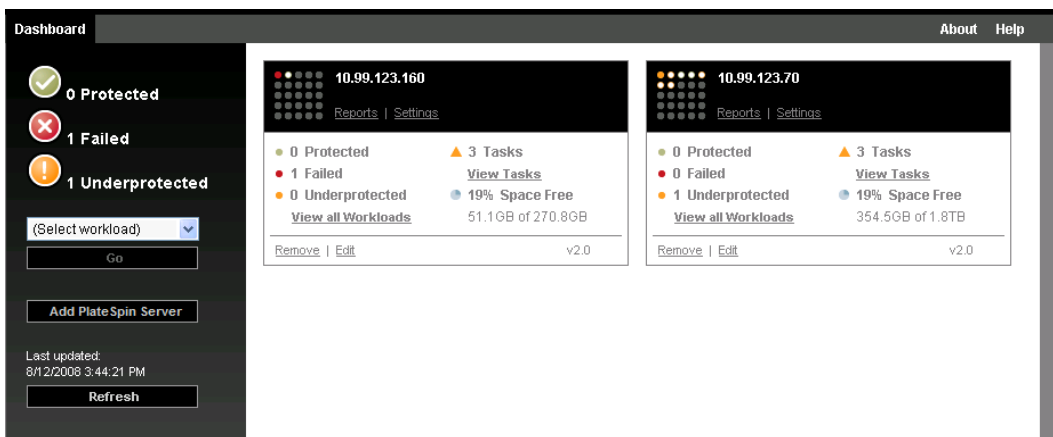 Dashboard
About Help
0 Protected
1 Failed
1 Underprotected
(Select workload)
Go
Add PlateSpin Server
Last updated:
8/12/2008 3:44:21 PM
Refresh
10.99.123.160
Reports | Settings
0 Protected
1 Failed
0 Underprotected
View all Workloads
3 Tasks
View Tasks
19% Space Free
51.1GB of 270.8GB
Remove | Edit
v2.0
10.99.123.70
Reports | Settings
0 Protected
0 Failed
1 Underprotected
View all Workloads
3 Tasks
View Tasks
19% Space Free
354.5GB of 1.8TB
Remove | Edit
v2.0